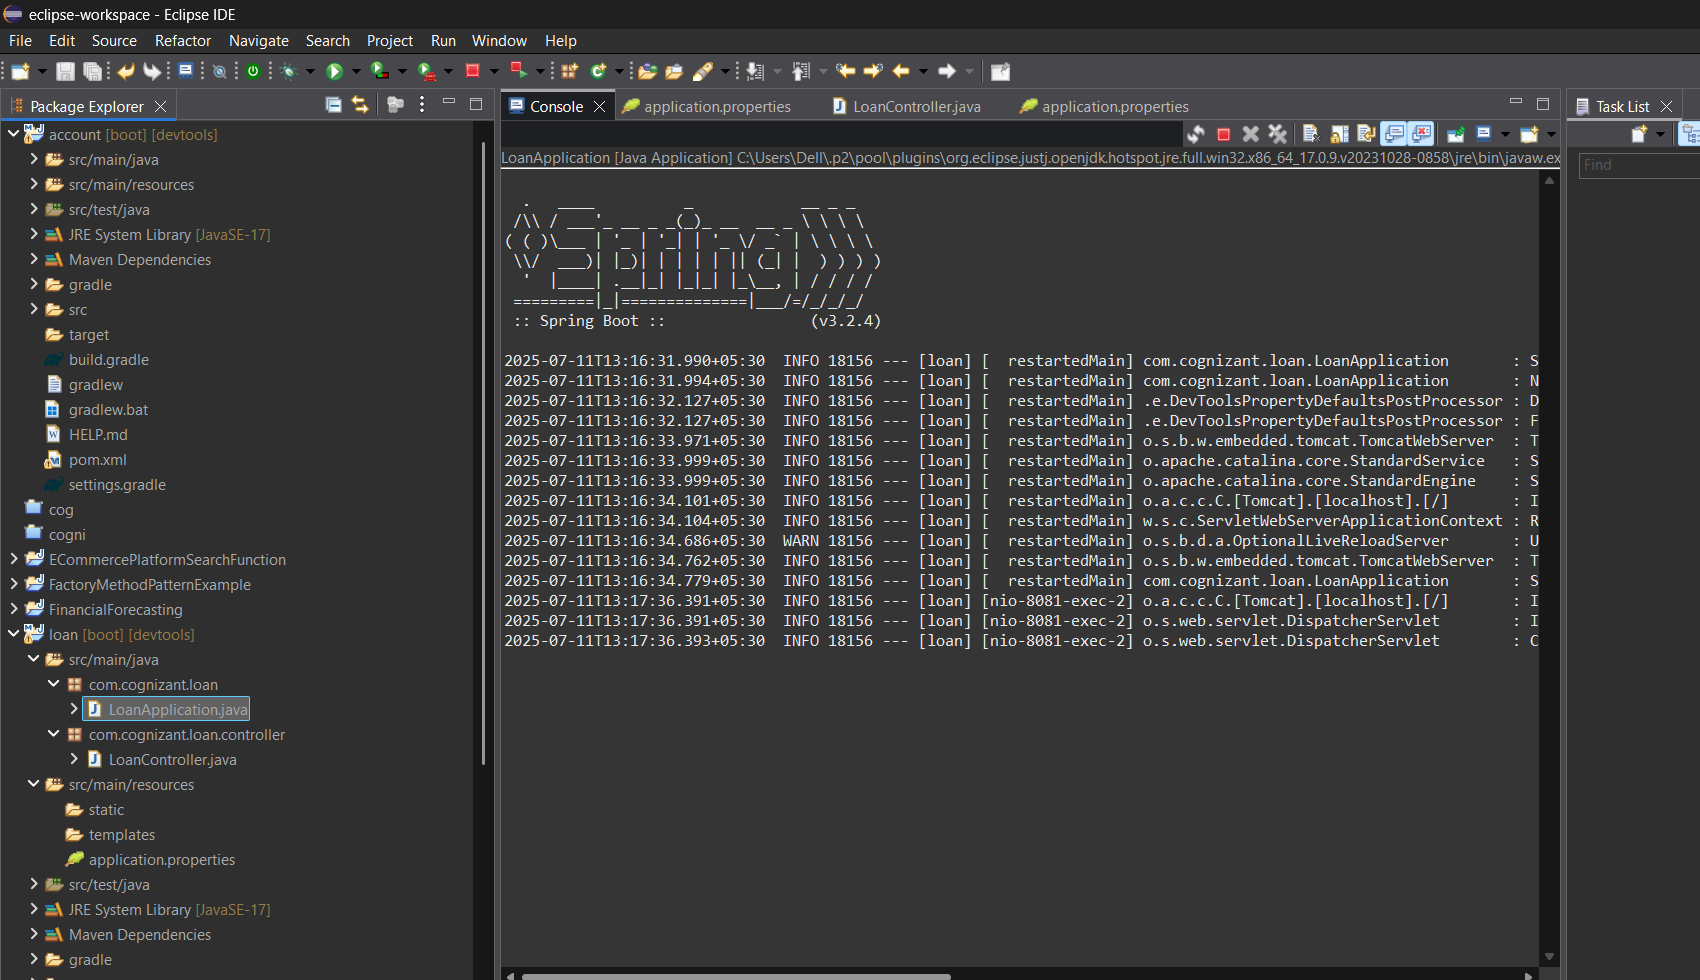 eclipse-workspace - Eclipse IDE
File Edit Source Refactor Navigate Search Project Run Window Help
Package Explorer
account [boot] [devtools]
src/main/java
src/main/resources
src/test/java
JRE System Library [JavaSE-17]
Maven Dependencies
gradle
src
target
build.gradle
gradlew
gradlew.bat
HELP.md
pom.xml
settings.gradle
cog
cogni
ECommercePlatformSearchFunction
FactoryMethodPatternExample
FinancialForecasting
loan [boot] [devtools]
src/main/java
com.cognizant.loan
LoanApplication.java
com.cognizant.loan.controller
LoanController.java
src/main/resources
static
templates
application.properties
src/test/java
JRE System Library [JavaSE-17]
Maven Dependencies
gradle
Console application.properties LoanController.java application.properties
LoanApplication [Java Application] C:\Users\Dell\.p2\pool\plugins\org.eclipse.justj.openjdk.hotspot.jre.full.win32.x86_64_17.0.9.v20231028-0858\jre\bin\javaw.ex
Spring
:: Spring Boot :: (v3.2.4)
2025-07-11T13:16:31.990+05:30 INFO 18156 --- [loan] [ restartedMain] com.cognizant.loan.LoanApplication : S
2025-07-11T13:16:31.994+05:30 INFO 18156 --- [loan] [ restartedMain] com.cognizant.loan.LoanApplication : N
2025-07-11T13:16:32.127+05:30 INFO 18156 --- [loan] [ restartedMain] .e.DevToolsPropertyDefaultsPostProcessor : D
2025-07-11T13:16:32.127+05:30 INFO 18156 --- [loan] [ restartedMain] .e.DevToolsPropertyDefaultsPostProcessor : F
2025-07-11T13:16:33.971+05:30 INFO 18156 --- [loan] [ restartedMain] o.s.b.w.embedded.tomcat.TomcatWebServer : T
2025-07-11T13:16:33.999+05:30 INFO 18156 --- [loan] [ restartedMain] o.apache.catalina.core.StandardService : S
2025-07-11T13:16:33.999+05:30 INFO 18156 --- [loan] [ restartedMain] o.apache.catalina.core.StandardEngine : S
2025-07-11T13:16:34.101+05:30 INFO 18156 --- [loan] [ restartedMain] o.a.c.c.C.[Tomcat].[localhost].[/] : I
2025-07-11T13:16:34.104+05:30 INFO 18156 --- [loan] [ restartedMain] w.s.c.ServletWebServerApplicationContext : R
2025-07-11T13:16:34.686+05:30 WARN 18156 --- [loan] [ restartedMain] o.s.b.d.a.OptionalLiveReloadServer : U
2025-07-11T13:16:34.762+05:30 INFO 18156 --- [loan] [ restartedMain] o.s.b.w.embedded.tomcat.TomcatWebServer : T
2025-07-11T13:16:34.779+05:30 INFO 18156 --- [loan] [ restartedMain] com.cognizant.loan.LoanApplication : S
2025-07-11T13:17:36.391+05:30 INFO 18156 --- [loan] [nio-8081-exec-2] o.a.c.c.C.[Tomcat].[localhost].[/] : I
2025-07-11T13:17:36.391+05:30 INFO 18156 --- [loan] [nio-8081-exec-2] o.s.web.servlet.DispatcherServlet : I
2025-07-11T13:17:36.393+05:30 INFO 18156 --- [loan] [nio-8081-exec-2] o.s.web.servlet.DispatcherServlet : C
Task List
Find